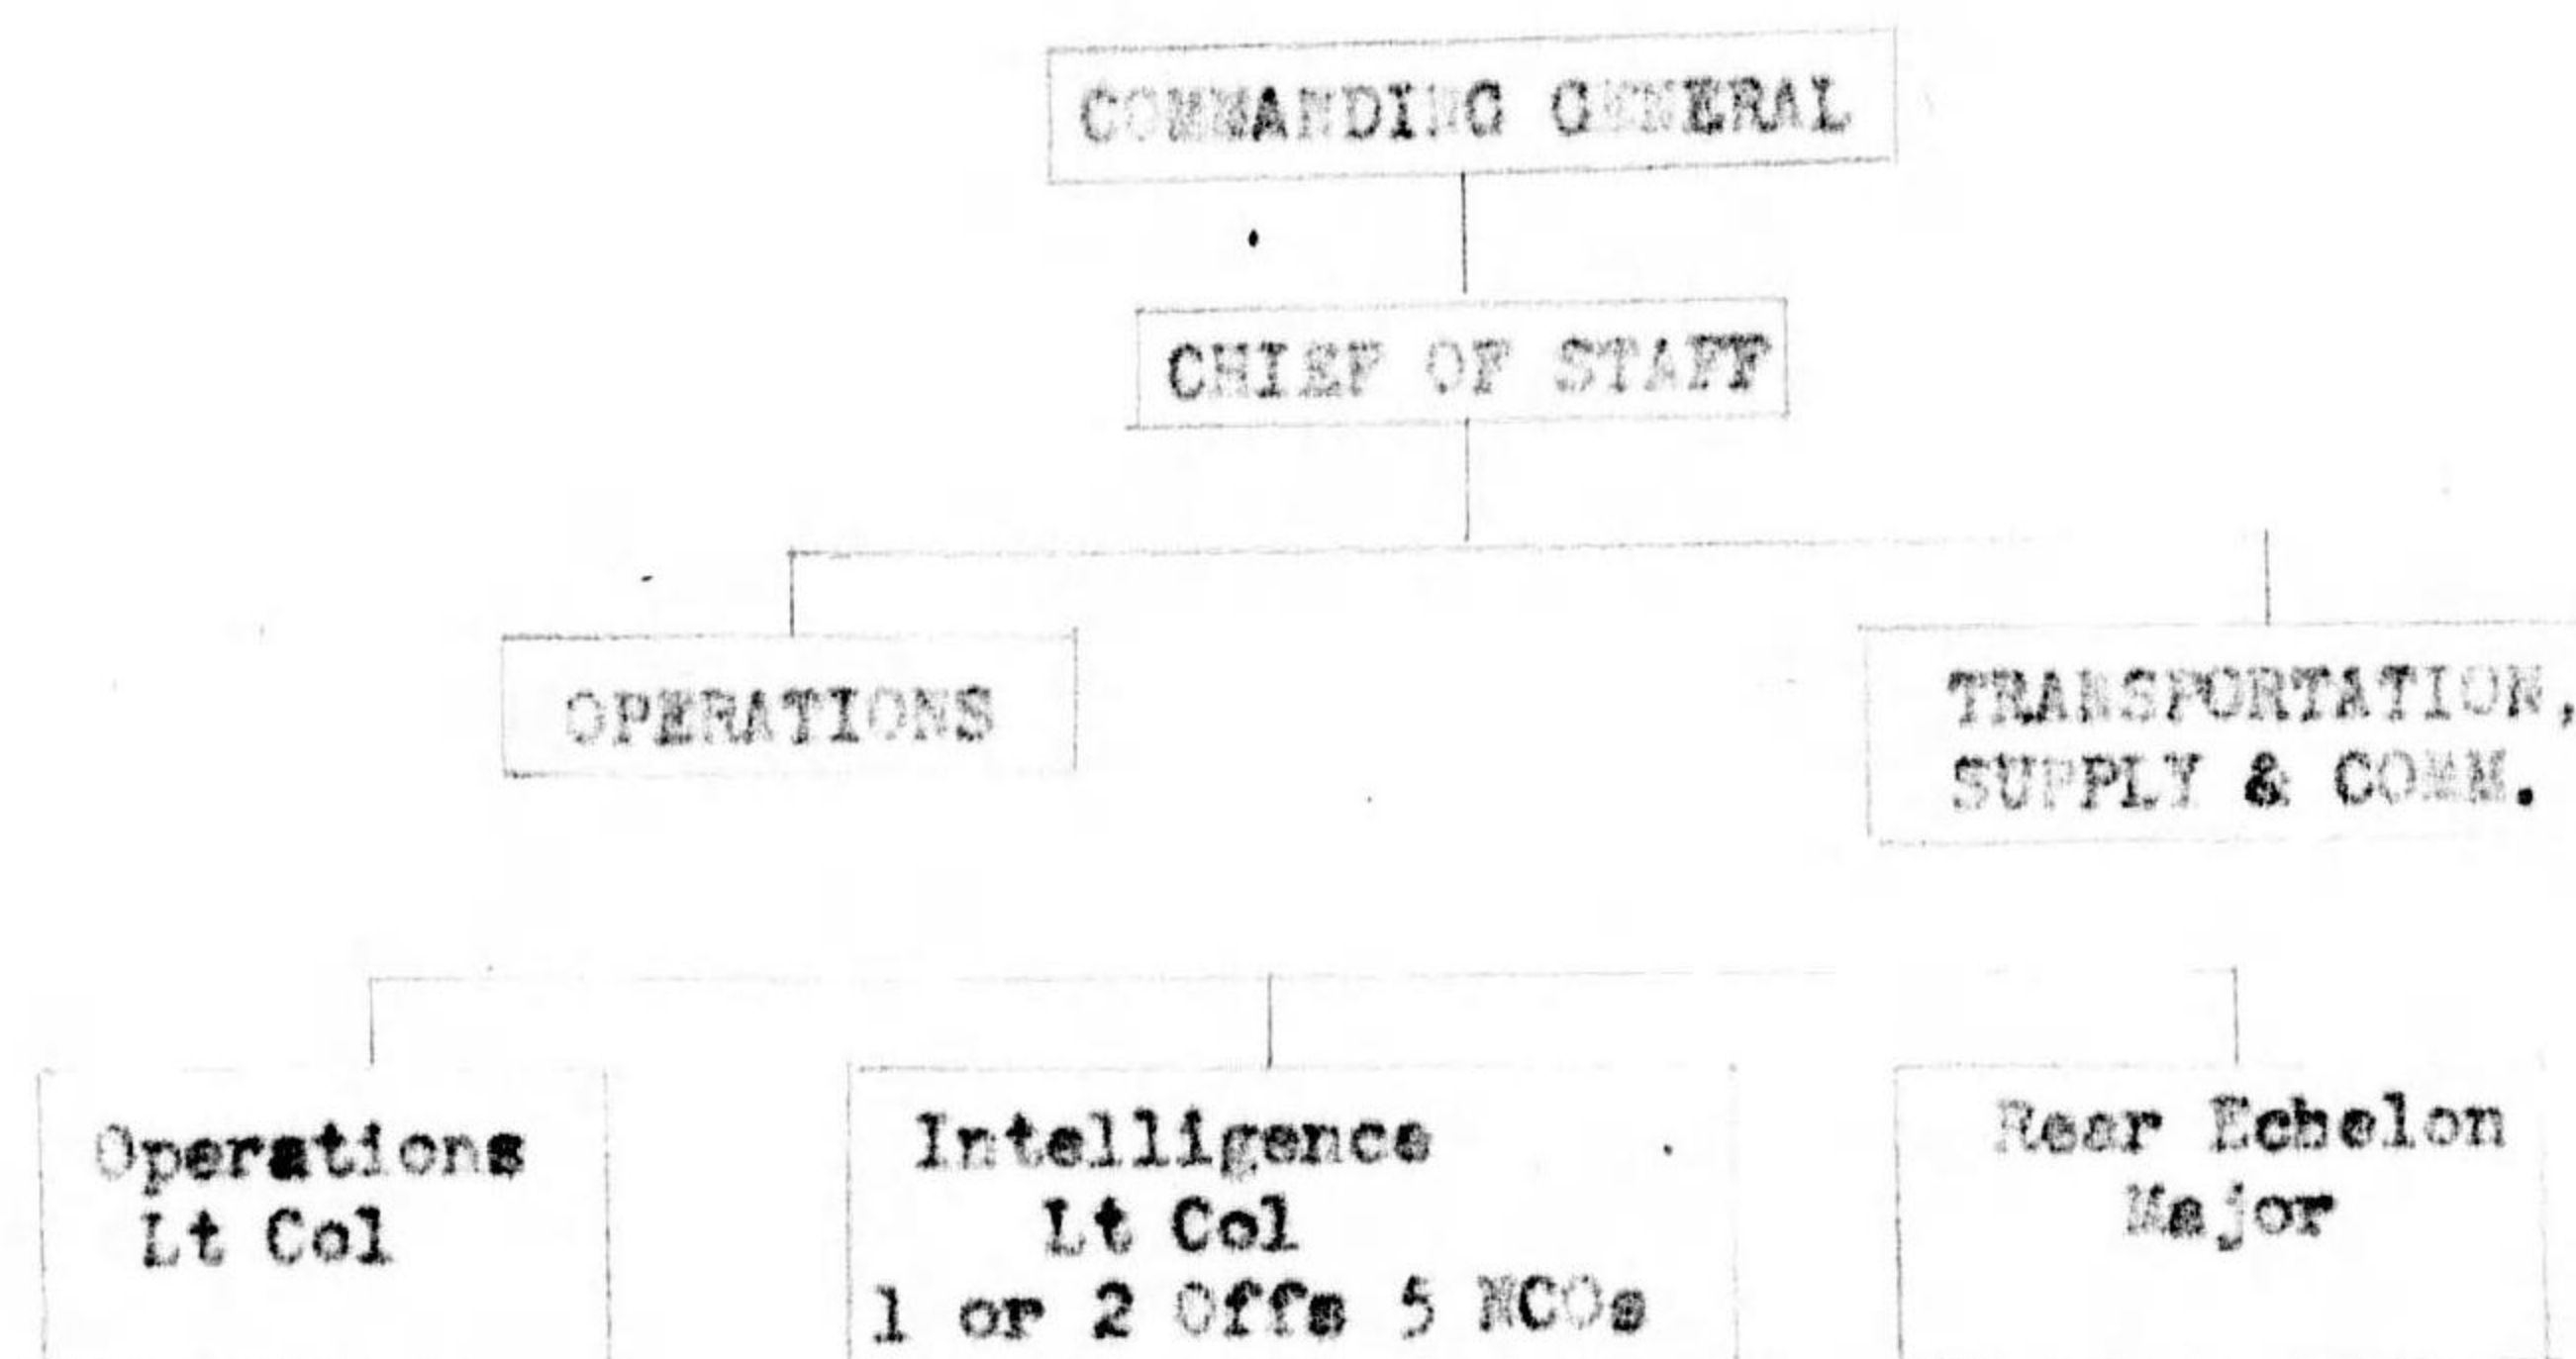 COMMANDING GENERAL
CHIEF OF STAFF
OPERATIONS
TRANSPORTATION,
SUPPLY & COMM.
Operations
Lt Col
Intelligence
Lt Col
1 or 2 Offs 5 NCOs
Rear Echelon
Major